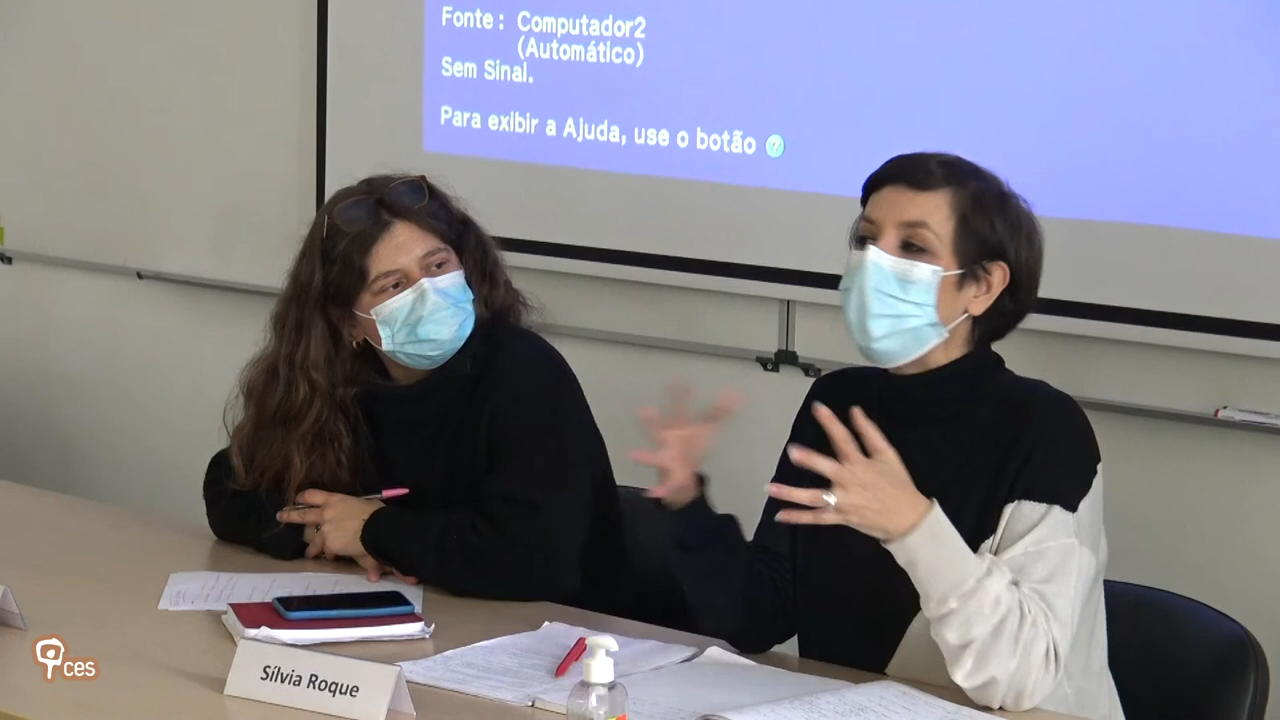 Fonte: Computador2
(Automático)
Sem Sinal.
Para exibir a Ajuda, use o botão ?
Sílvia Roque
ces